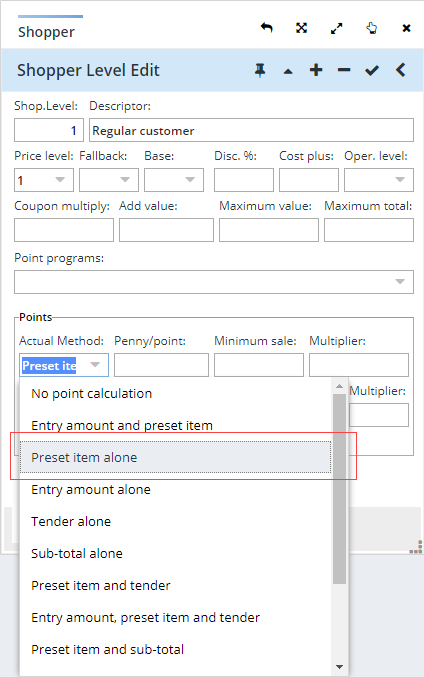 Shopper
Shopper Level Edit
Shop.Level: Descriptor:
1 Regular customer
Price level: Fallback: Base: Disc. %: Cost plus: Oper. level:
1
Coupon multiply: Add value: Maximum value: Maximum total:
Point programs:
Points
Actual Method: Penny/point: Minimum sale: Multiplier:
Preset ite
No point calculation
Multiplier:
Entry amount and preset item
Preset item alone
Entry amount alone
Tender alone
Sub-total alone
Preset item and tender
Entry amount, preset item and tender
Preset item and sub-total